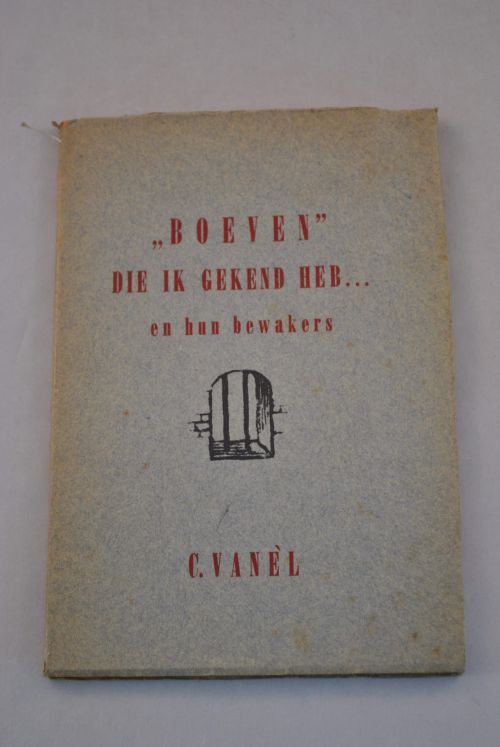 „BOEVEN”
DIE IK GEKEND HEB...
en hun bewakers
C. VANÈL